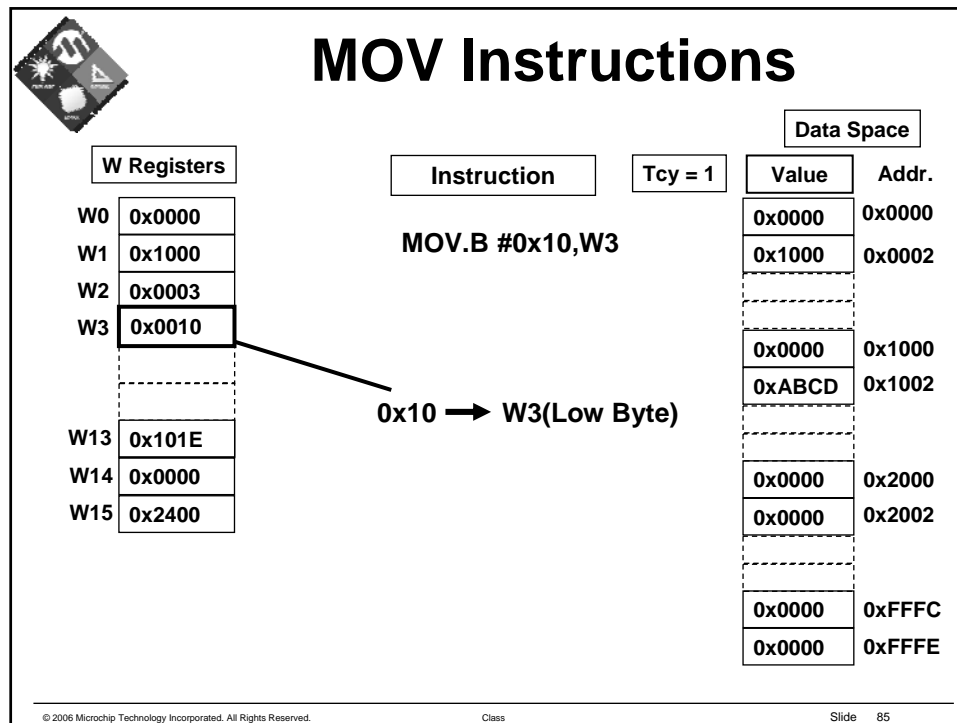 MOV Instructions
Data Space
W Registers
Instruction
Tcy = 1
Value Addr.
W0 0x0000
0x0000 0x0000
W1 0x1000
MOV.B #0x10,W3
0x1000 0x0002
W2 0x0003
W3 0x0010
0x0000 0x1000
0xABCD 0x1002
0x10 → W3(Low Byte)
W13 0x101E
W14 0x0000
0x0000 0x2000
W15 0x2400
0x0000 0x2002
0x0000 0xFFFC
0x0000 0xFFFE
© 2006 Microchip Technology Incorporated. All Rights Reserved. Class Slide 85